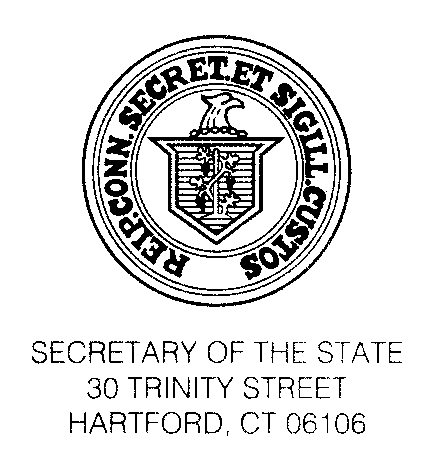 REIP.CONN.SECRET.ET SIGILL.CUSTOS
SECRETARY OF THE STATE
30 TRINITY STREET
HARTFORD, CT 06106